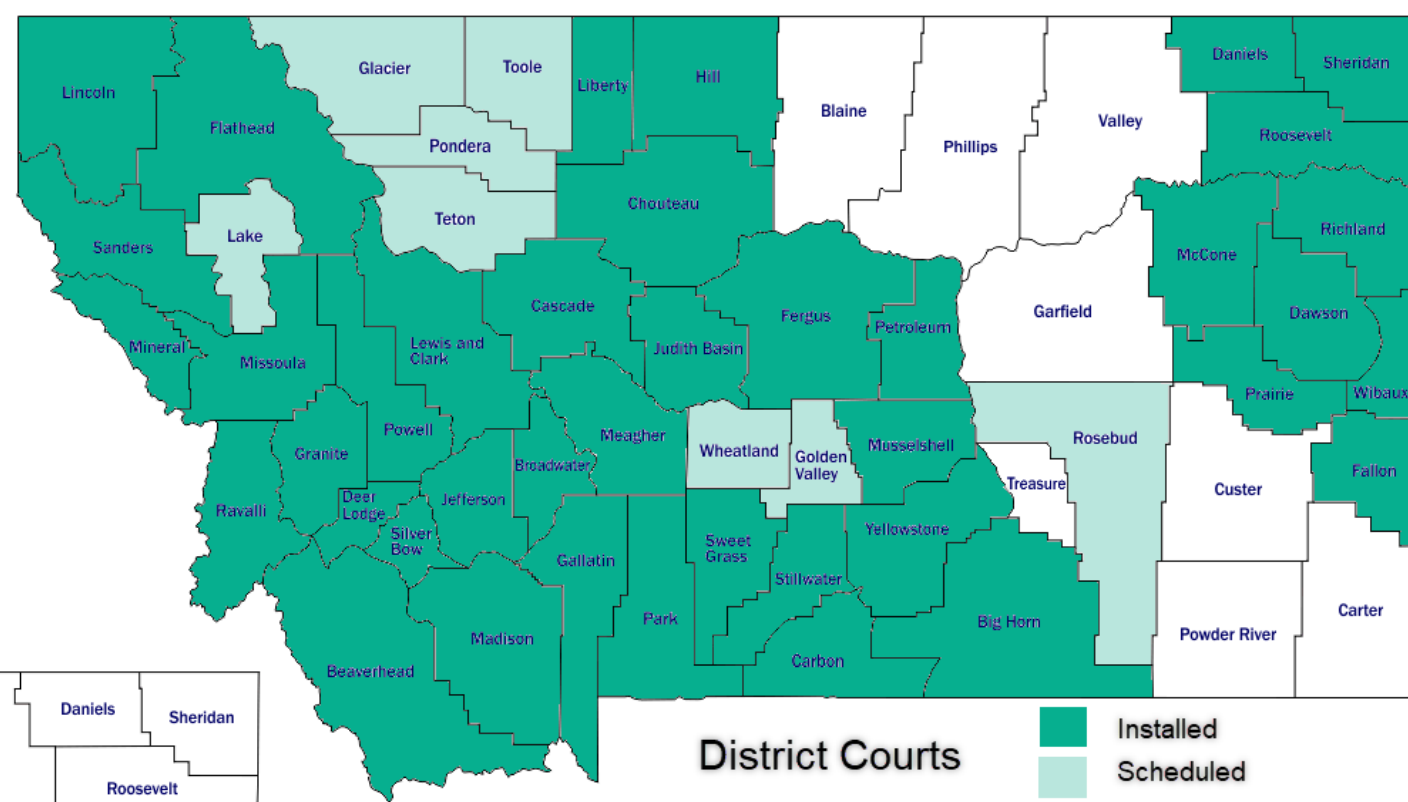 Lincoln
Flathead
Glacier
Toole
Liberty
Hill
Blaine
Phillips
Valley
Daniels
Sheridan
Roosevelt
Pondera
Teton
Chouteau
Sanders
Lake
McCone
Richland
Garfield
Dawson
Mineral
Missoula
Lewis and
Clark
Cascade
Judith Basin
Fergus
Petroleum
Prairie
Wibaux
Powell
Granite
Meagher
Wheatland
Golden
Valley
Musselshell
Rosebud
Treasure
Custer
Fallon
Ravalli
Deer
Lodge
Silver
Bow
Jefferson
Broadwater
Gallatin
Sweet
Grass
Stillwater
Yellowstone
Park
Big Horn
Powder River
Carter
Beaverhead
Madison
Carbon
Daniels
Sheridan
Roosevelt
District Courts
Installed
Scheduled